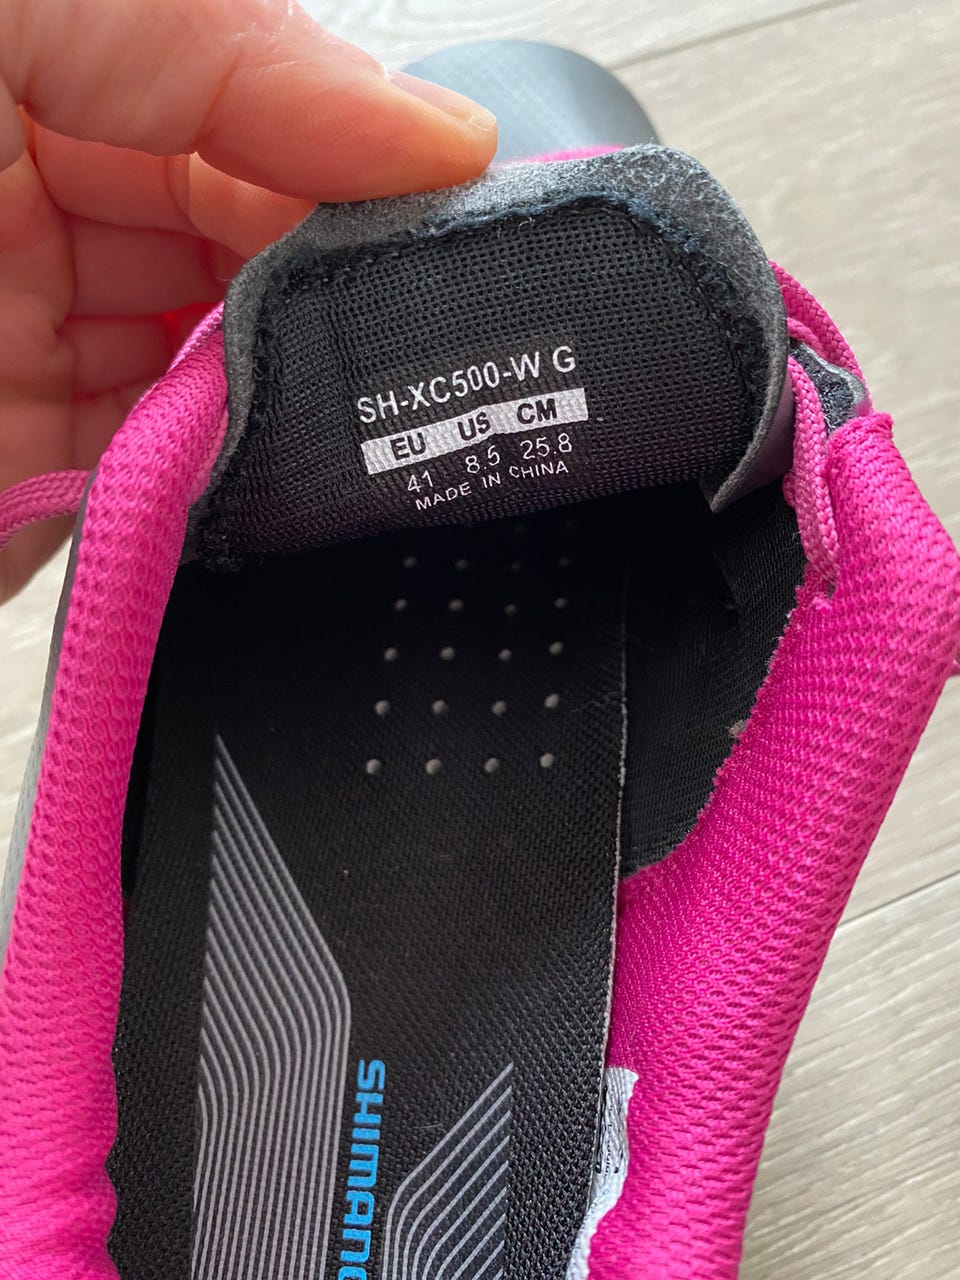 SH-XC500-W G
EU US CM
41 8.5 25.8
MADE IN CHINA
SHIMANO